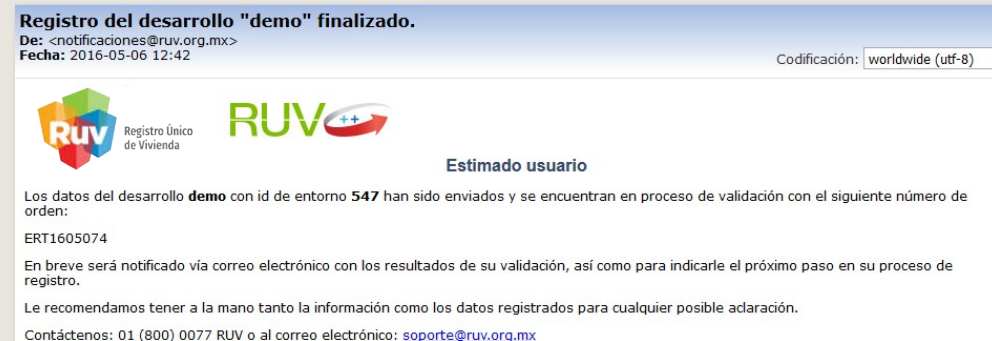 Registro del desarrollo "demo" finalizado.
De: <notificaciones@ruv.org.mx>
Fecha: 2016-05-06 12:42
Codificación: worldwide (utf-8)
Ruv Registro Único
de Vivienda
RUV ++
Estimado usuario
Los datos del desarrollo demo con id de entorno 547 han sido enviados y se encuentran en proceso de validación con el siguiente número de
orden:
ERT1605074
En breve será notificado vía correo electrónico con los resultados de su validación, así como para indicarle el próximo paso en su proceso de
registro.
Le recomendamos tener a la mano tanto la información como los datos registrados para cualquier posible aclaración.
Contáctenos: 01 (800) 0077 RUV o al correo electrónico: soporte@ruv.org.mx